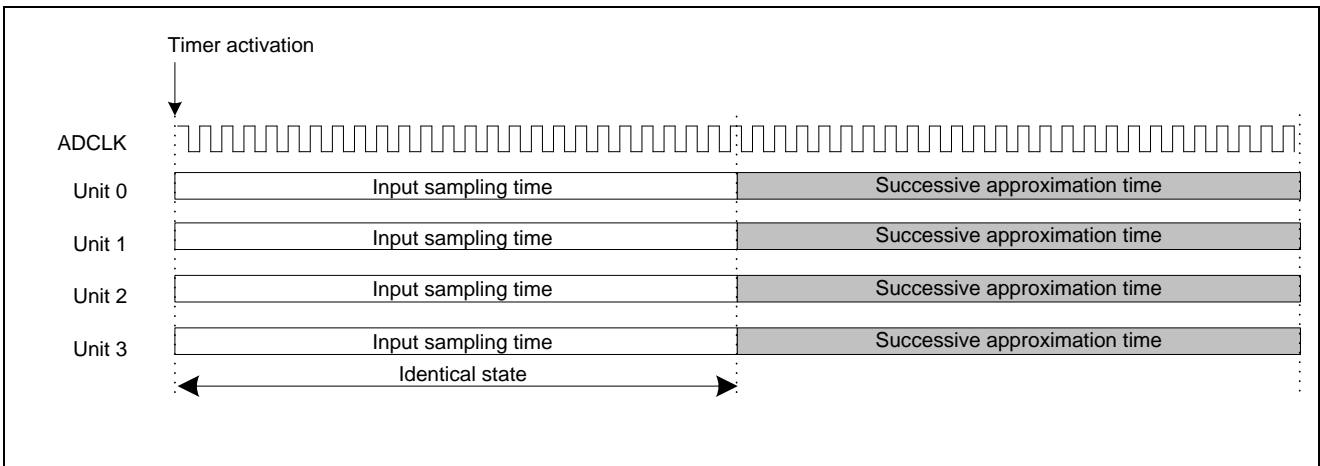 Timer activation
ADCLK
Unit 0 Input sampling time Successive approximation time
Unit 1 Input sampling time Successive approximation time
Unit 2 Input sampling time Successive approximation time
Unit 3 Input sampling time Successive approximation time
Identical state